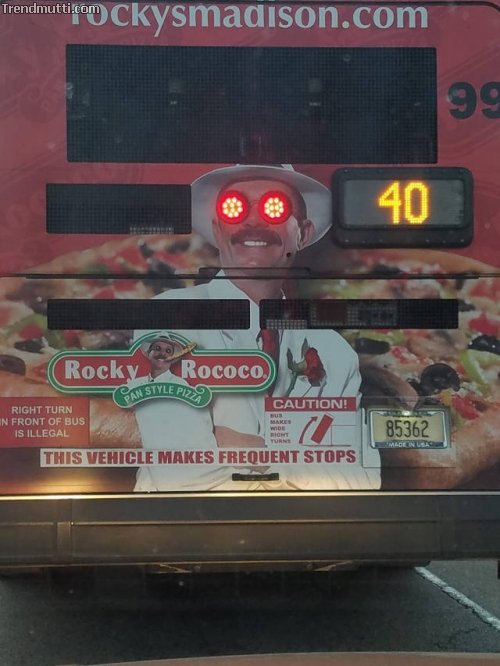 Trendmutti.com
rockysmadison.com
99
40
Rocky Rococo
PAN STYLE PIZZA
RIGHT TURN
IN FRONT OF BUS
IS ILLEGAL
CAUTION!
BUS
MAKES
WIDE
RIGHT
TURNS
85362
"MADE IN USA"
THIS VEHICLE MAKES FREQUENT STOPS